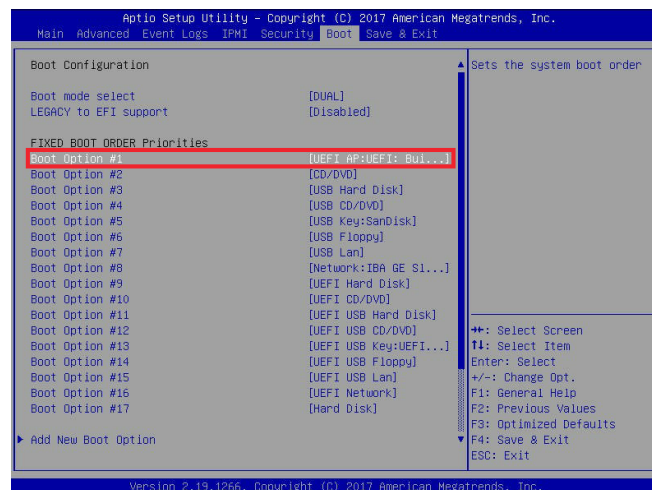 Aptio Setup Utility – Copyright (C) 2017 American Megatrends, Inc.
Main Advanced Event Logs IPMI Security Boot Save & Exit
Boot Configuration
Sets the system boot order
Boot mode select [DUAL]
LEGACY to EFI support [Disabled]
FIXED BOOT ORDER Priorities
Boot Option #1 [UEFI AP:UEFI: Bui...]
Boot Option #2 [CD/DVD]
Boot Option #3 [USB Hard Disk]
Boot Option #4 [USB CD/DVD]
Boot Option #5 [USB Key:SanDisk]
Boot Option #6 [USB Floppy]
Boot Option #7 [USB Lan]
Boot Option #8 [Network:IBA GE Sl...]
Boot Option #9 [UEFI Hard Disk]
Boot Option #10 [UEFI CD/DVD]
Boot Option #11 [UEFI USB Hard Disk]
Boot Option #12 [UEFI USB CD/DVD]
Boot Option #13 [UEFI USB Key:UEFI...]
Boot Option #14 [UEFI USB Floppy]
Boot Option #15 [UEFI USB Lan]
Boot Option #16 [UEFI Network]
Boot Option #17 [Hard Disk]
Add New Boot Option
→←: Select Screen
↑↓: Select Item
Enter: Select
+/-: Change Opt.
F1: General Help
F2: Previous Values
F3: Optimized Defaults
F4: Save & Exit
ESC: Exit
Version 2.19.1266. Copyright (C) 2017 American Megatrends, Inc.